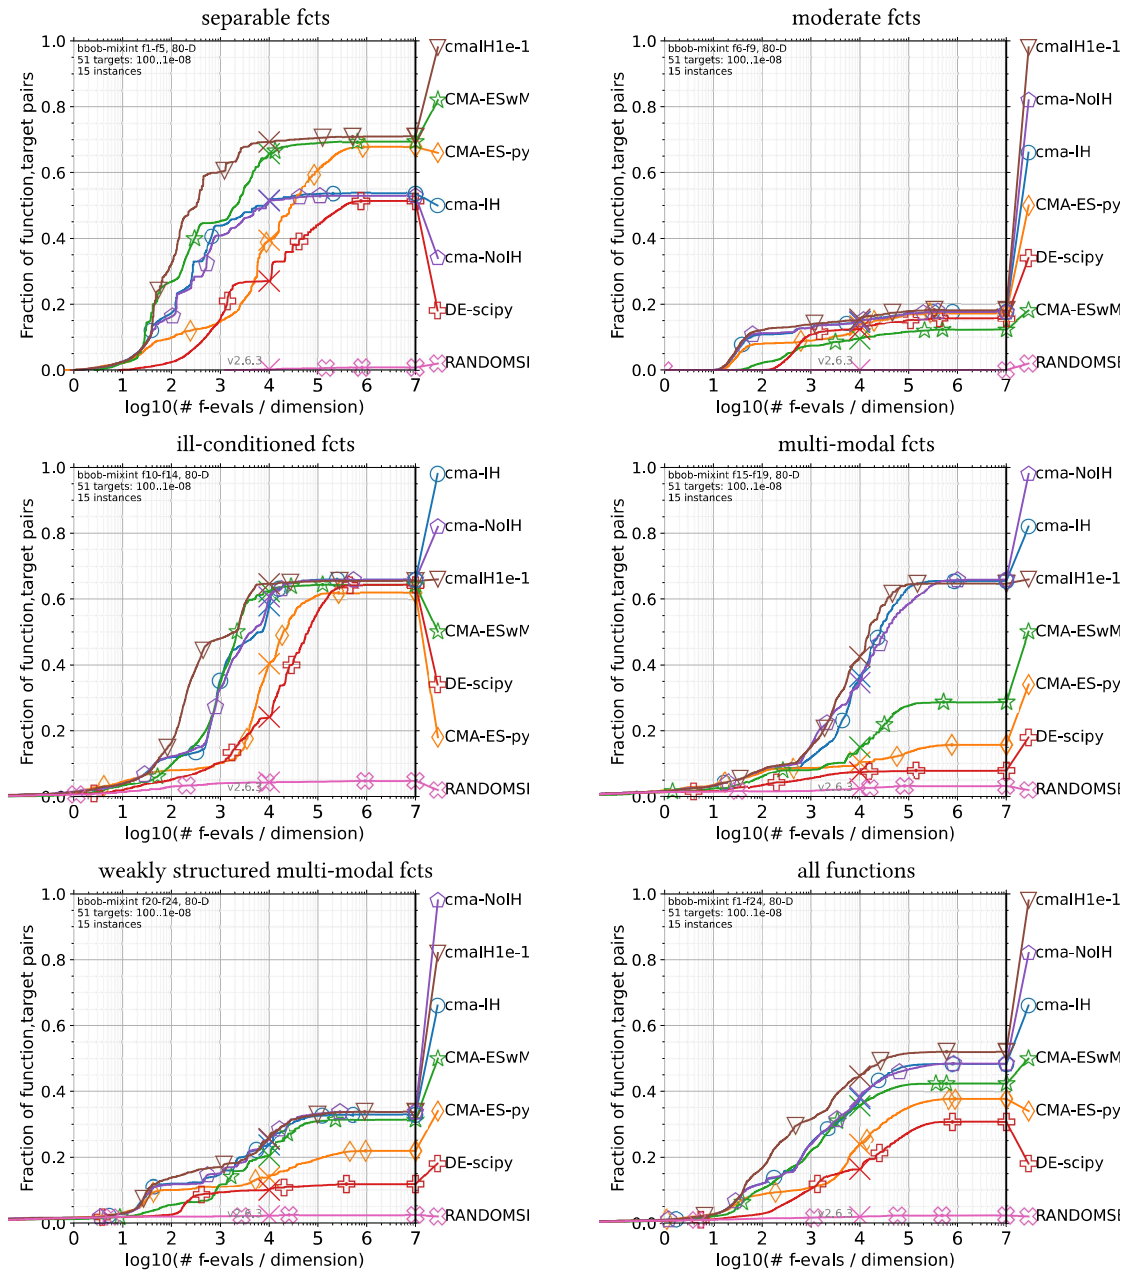 separable fcts
bbob-mixint f1-f5, 80-D
51 targets: 100..1e-08
15 instances
Fraction of function,target pairs
1.0
0.8
0.6
0.4
0.2
0.0
v2.6.3
0 1 2 3 4 5 6 7
log10(# f-evals / dimension)
cmaIH1e-1
CMA-ESwM
CMA-ES-py
cma-IH
cma-NoIH
DE-scipy
RANDOMSE
moderate fcts
bbob-mixint f6-f9, 80-D
51 targets: 100..1e-08
15 instances
Fraction of function,target pairs
1.0
0.8
0.6
0.4
0.2
0.0
v2.6.3
0 1 2 3 4 5 6 7
log10(# f-evals / dimension)
cmaIH1e-1
cma-NoIH
cma-IH
CMA-ES-py
DE-scipy
CMA-ESwM
RANDOMSE
ill-conditioned fcts
bbob-mixint f10-f14, 80-D
51 targets: 100..1e-08
15 instances
Fraction of function,target pairs
1.0
0.8
0.6
0.4
0.2
0.0
v2.6.3
0 1 2 3 4 5 6 7
log10(# f-evals / dimension)
cma-IH
cma-NoIH
cmaIH1e-1
CMA-ESwM
DE-scipy
CMA-ES-py
RANDOMSE
multi-modal fcts
bbob-mixint f15-f19, 80-D
51 targets: 100..1e-08
15 instances
Fraction of function,target pairs
1.0
0.8
0.6
0.4
0.2
0.0
v2.6.3
0 1 2 3 4 5 6 7
log10(# f-evals / dimension)
cma-NoIH
cma-IH
cmaIH1e-1
CMA-ESwM
CMA-ES-py
DE-scipy
RANDOMSE
weakly structured multi-modal fcts
bbob-mixint f20-f24, 80-D
51 targets: 100..1e-08
15 instances
Fraction of function,target pairs
1.0
0.8
0.6
0.4
0.2
0.0
v2.6.3
0 1 2 3 4 5 6 7
log10(# f-evals / dimension)
cma-NoIH
cmaIH1e-1
cma-IH
CMA-ESwM
CMA-ES-py
DE-scipy
RANDOMSE
all functions
bbob-mixint f1-f24, 80-D
51 targets: 100..1e-08
15 instances
Fraction of function,target pairs
1.0
0.8
0.6
0.4
0.2
0.0
v2.6.3
0 1 2 3 4 5 6 7
log10(# f-evals / dimension)
cmaIH1e-1
cma-NoIH
cma-IH
CMA-ESwM
CMA-ES-py
DE-scipy
RANDOMSE